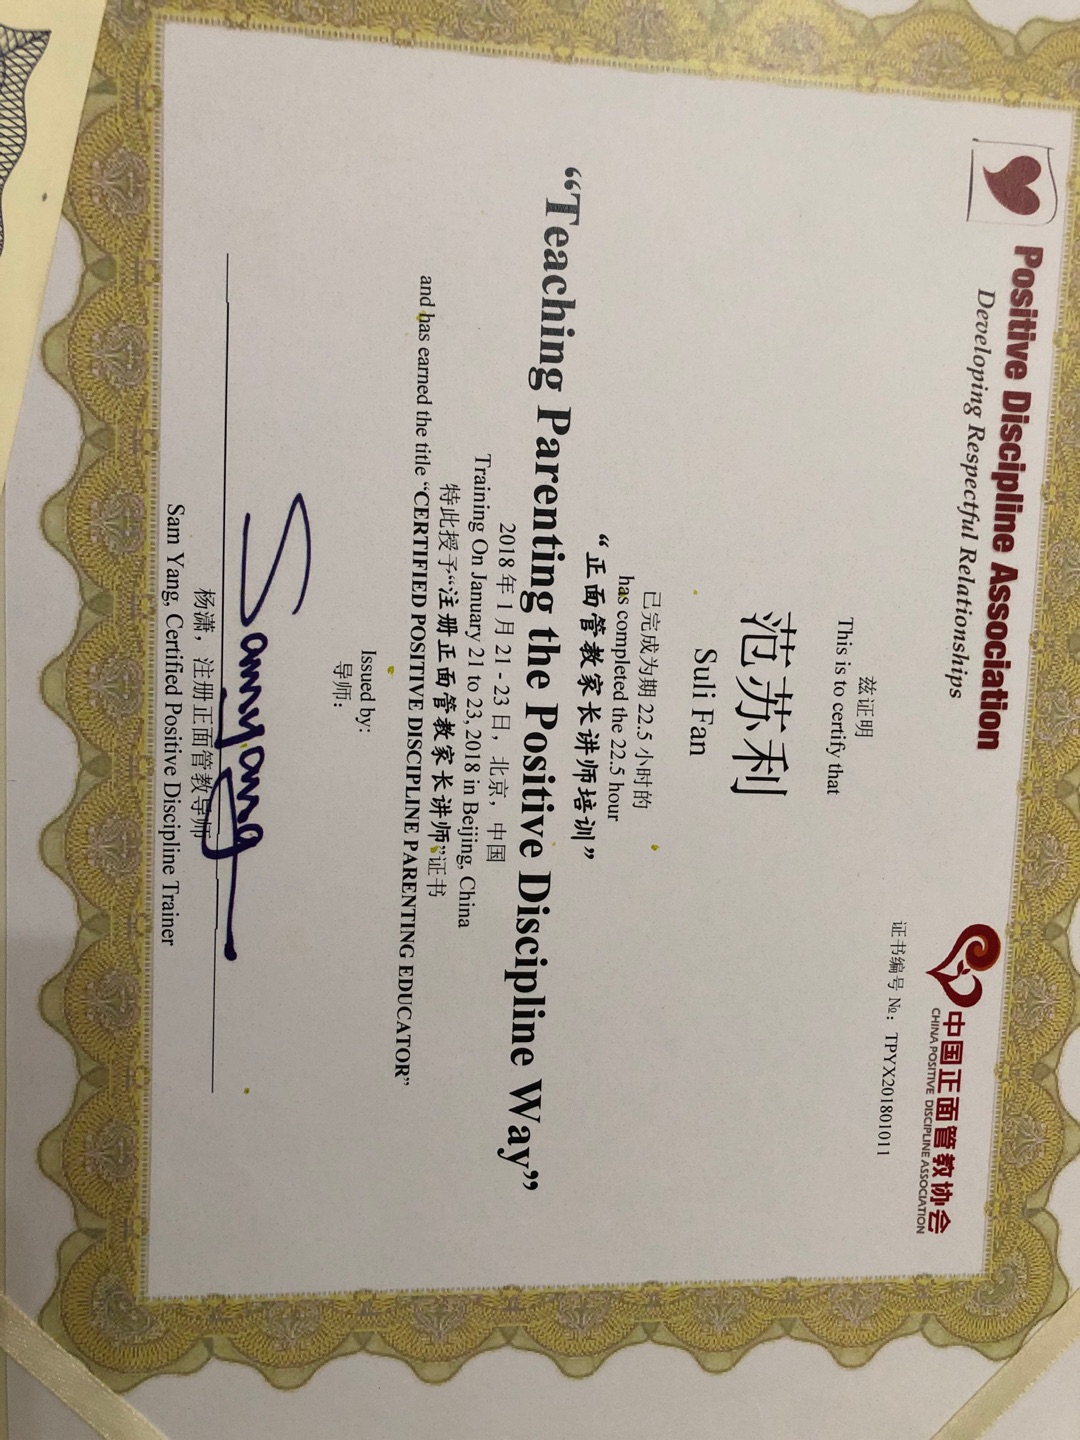 Positive Discipline Association
Developing Respectful Relationships
中国正面管教协会
CHINA POSITIVE DISCIPLINE ASSOCIATION
证书编号 №：TPYX201801011
兹证明
This is to certify that
范苏利
Suli Fan
已完成为期 22.5 小时的
has completed the 22.5 hour
“正面管教家长讲师培训”
“Teaching Parenting the Positive Discipline Way”
2018 年 1 月 21 - 23 日，北京，中国
Training On January 21 to 23, 2018 in Beijing, China
特此授予“注册正面管教家长讲师”证书
and has earned the title “CERTIFIED POSITIVE DISCIPLINE PARENTING EDUCATOR”
Issued by:
导师：
Sam yang
杨潇，注册正面管教导师
Sam Yang, Certified Positive Discipline Trainer